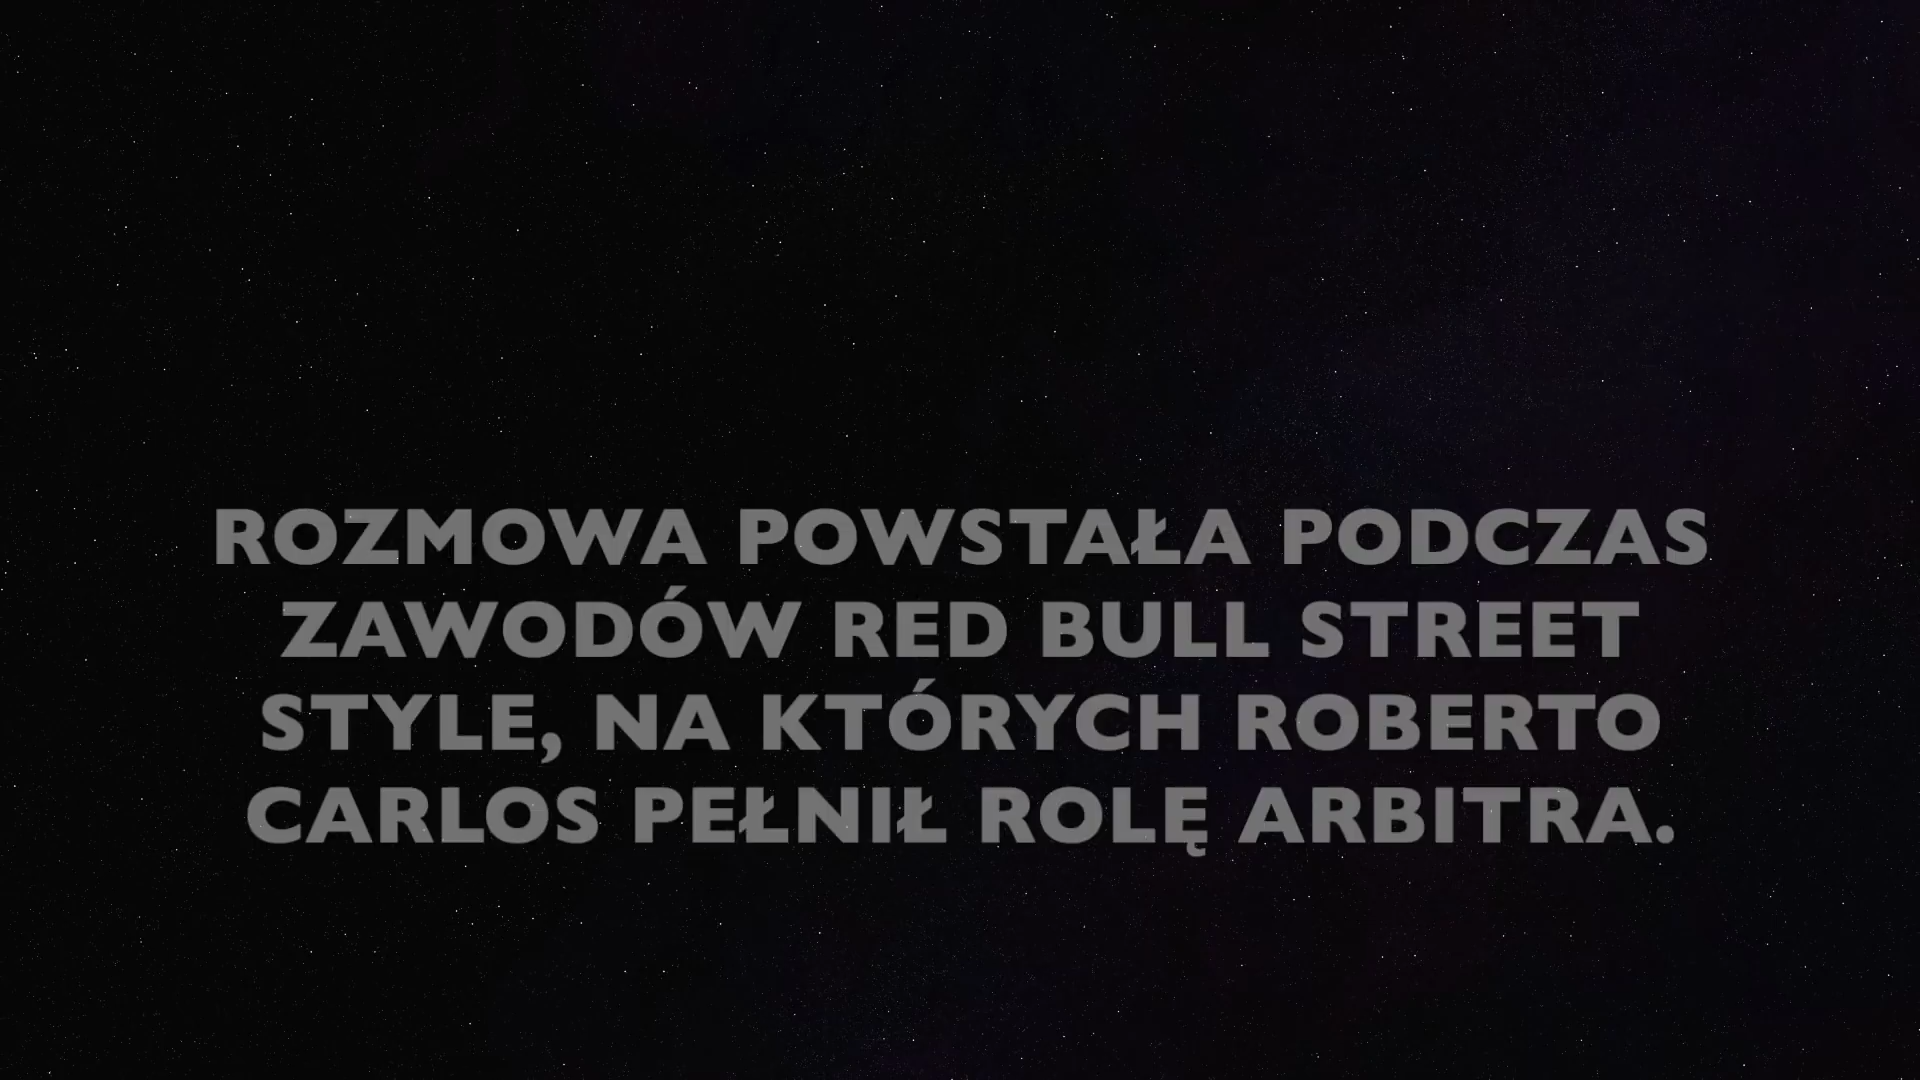 ROZMOWA POWSTAŁA PODCZAS
ZAWODÓW RED BULL STREET
STYLE, NA KTÓRYCH ROBERTO
CARLOS PEŁNIŁ ROLĘ ARBITRA.